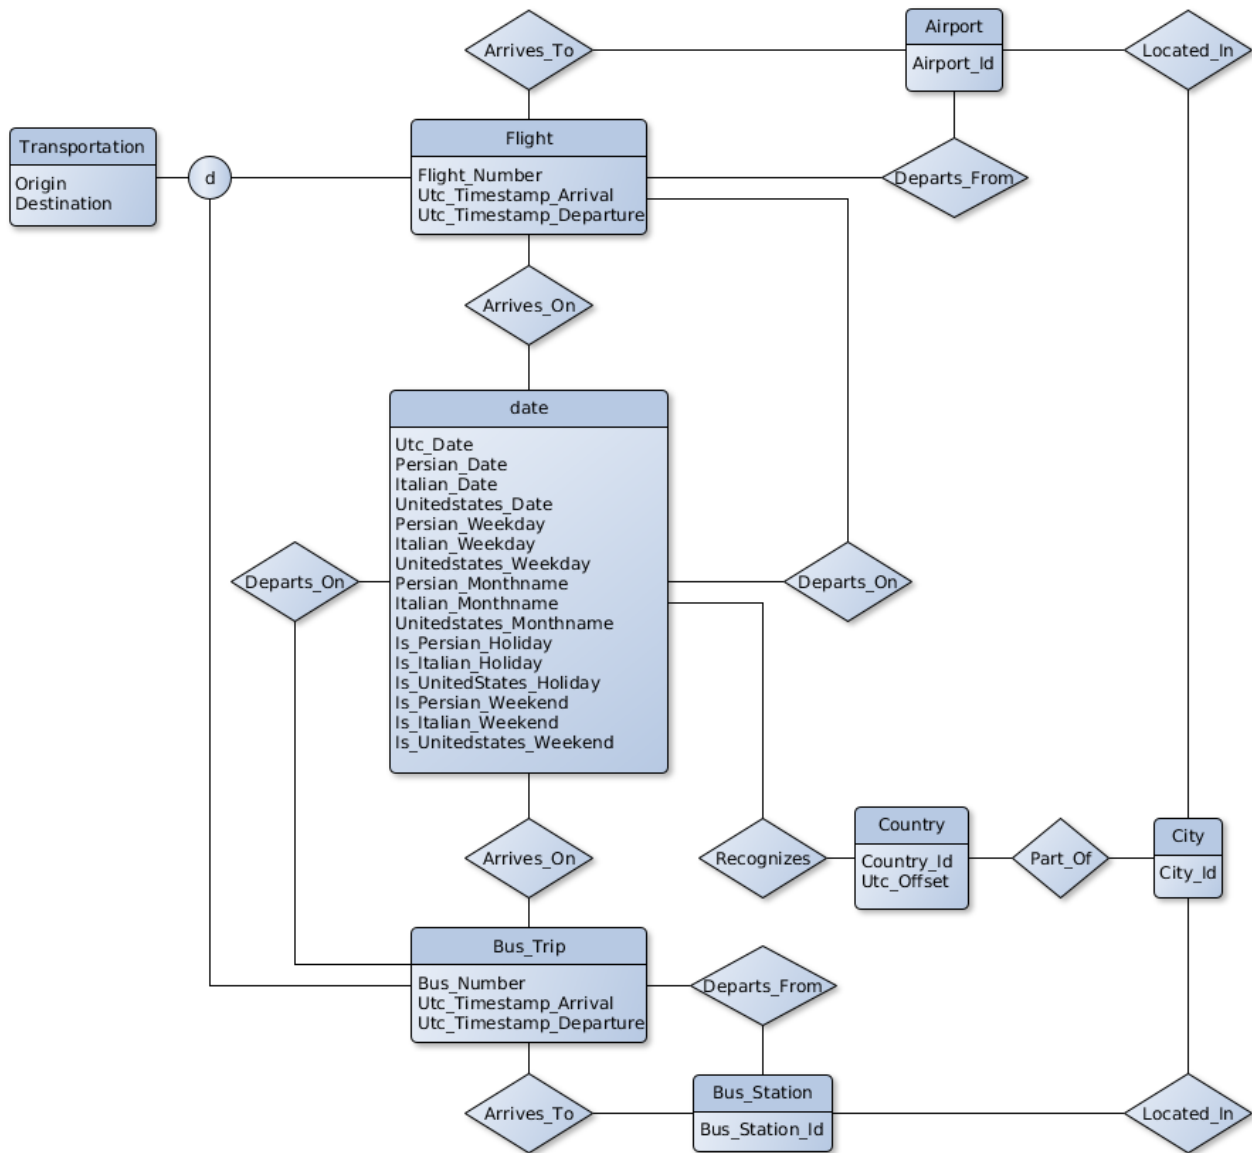 Arrives_To
Airport
Airport_Id
Located_In
Transportation
Origin
Destination
d
Flight
Flight_Number
Utc_Timestamp_Arrival
Utc_Timestamp_Departure
Departs_From
Arrives_On
date
Utc_Date
Persian_Date
Italian_Date
Unitedstates_Date
Persian_Weekday
Italian_Weekday
Unitedstates_Weekday
Persian_Monthname
Italian_Monthname
Unitedstates_Monthname
Is_Persian_Holiday
Is_Italian_Holiday
Is_UnitedStates_Holiday
Is_Persian_Weekend
Is_Italian_Weekend
Is_Unitedstates_Weekend
Departs_On
Departs_On
Arrives_On
Recognizes
Country
Country_Id
Utc_Offset
Part_Of
City
City_Id
Bus_Trip
Bus_Number
Utc_Timestamp_Arrival
Utc_Timestamp_Departure
Departs_From
Arrives_To
Bus_Station
Bus_Station_Id
Located_In